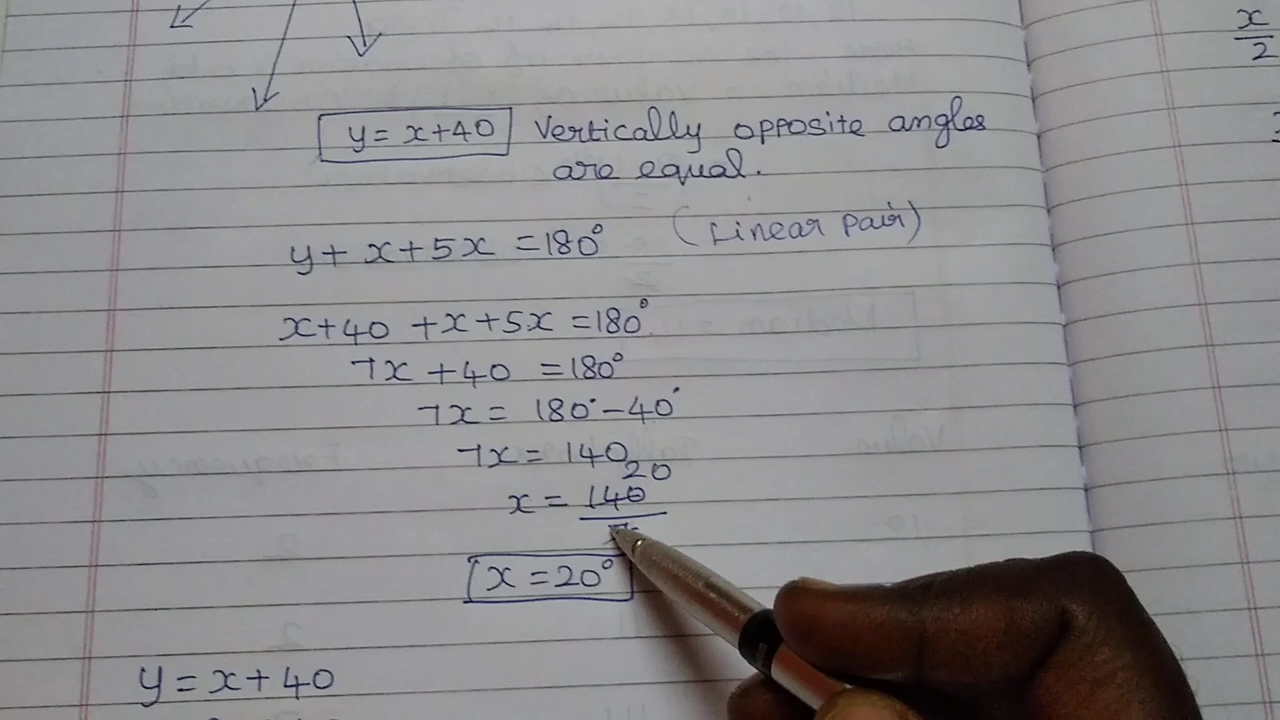 y = x+40 Vertically opposite angles
are equal.
y + x + 5x = 180° (Linear pair)
x+40 + x + 5x = 180°
7x + 40 = 180°
7x = 180° - 40°
7x = 140
20
x = 140
x = 20°
y = x + 40
x
2